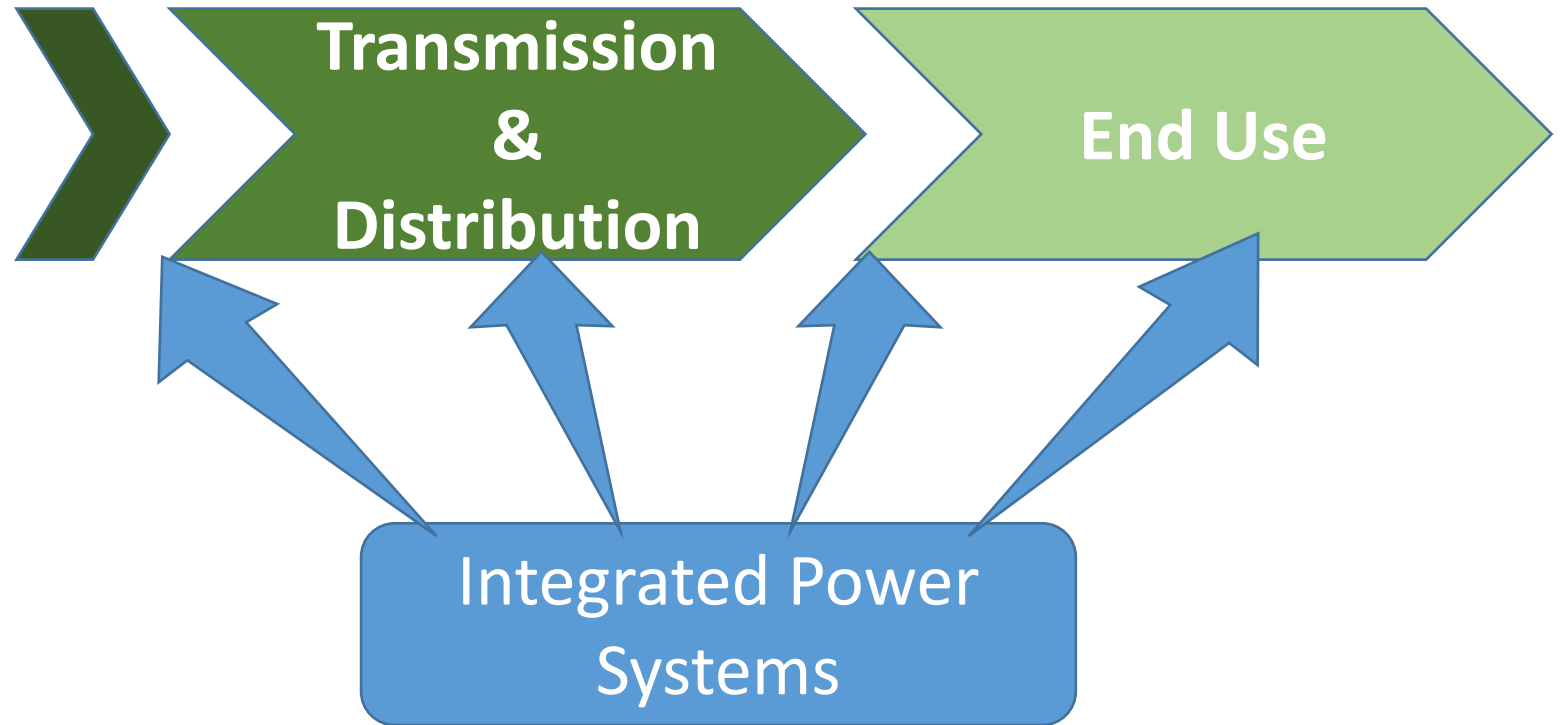 Transmission
&
Distribution
End Use
Integrated Power
Systems